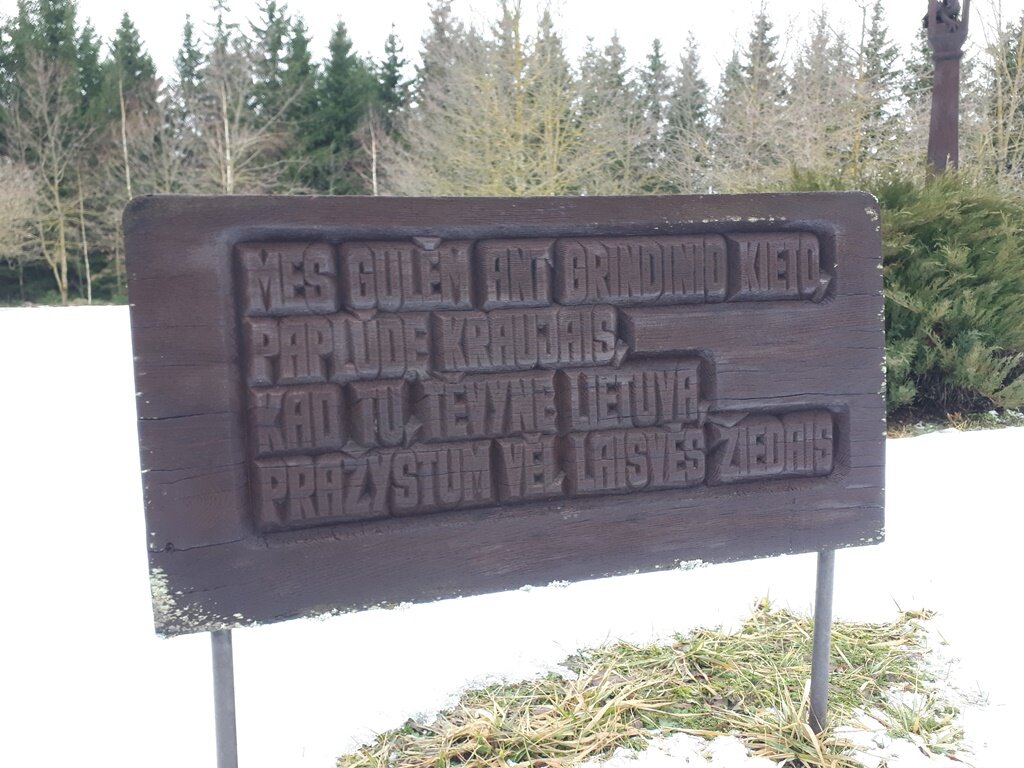 MES GULĖM ANT GRINDINIO KIETO,
PAPLŪDĘ KRAUJAIS,
KAD TU, TĖVYNE LIETUVA,
PRAŽYSTUM VĖL LAISVĖS ŽIEDAIS